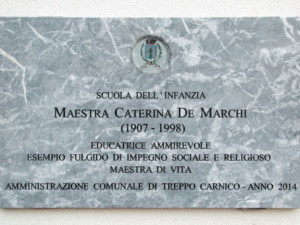 SCUOLA DELL'INFANZIA
MAESTRA CATERINA DE MARCHI
(1907 - 1998)
EDUCATRICE AMMIREVOLE
ESEMPIO FULGIDO DI IMPEGNO SOCIALE E RELIGIOSO
MAESTRA DI VITA
AMMINISTRAZIONE COMUNALE DI TREPPO CARNICO - ANNO 2014